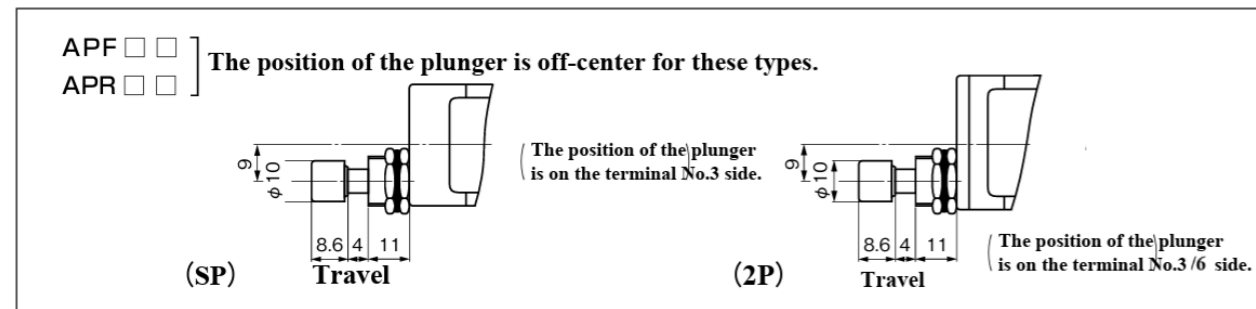 APF□ □
APR□ □
The position of the plunger is off-center for these types.
9
φ10
8.6 4 11
Travel
(SP)
(The position of the plunger
is on the terminal No.3 side.)
9
φ10
8.6 4 11
Travel
(2P)
(The position of the plunger
is on the terminal No.3/6 side.)